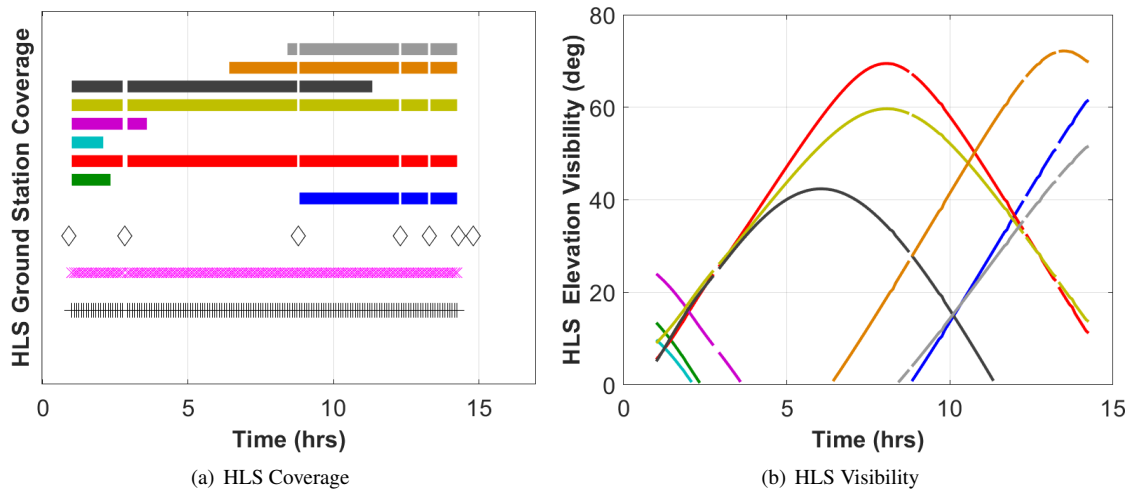 HLS Ground Station Coverage
0 5 10 15
Time (hrs)
(a) HLS Coverage
HLS Elevation Visibility (deg)
80
60
40
20
0
0 5 10 15
Time (hrs)
(b) HLS Visibility